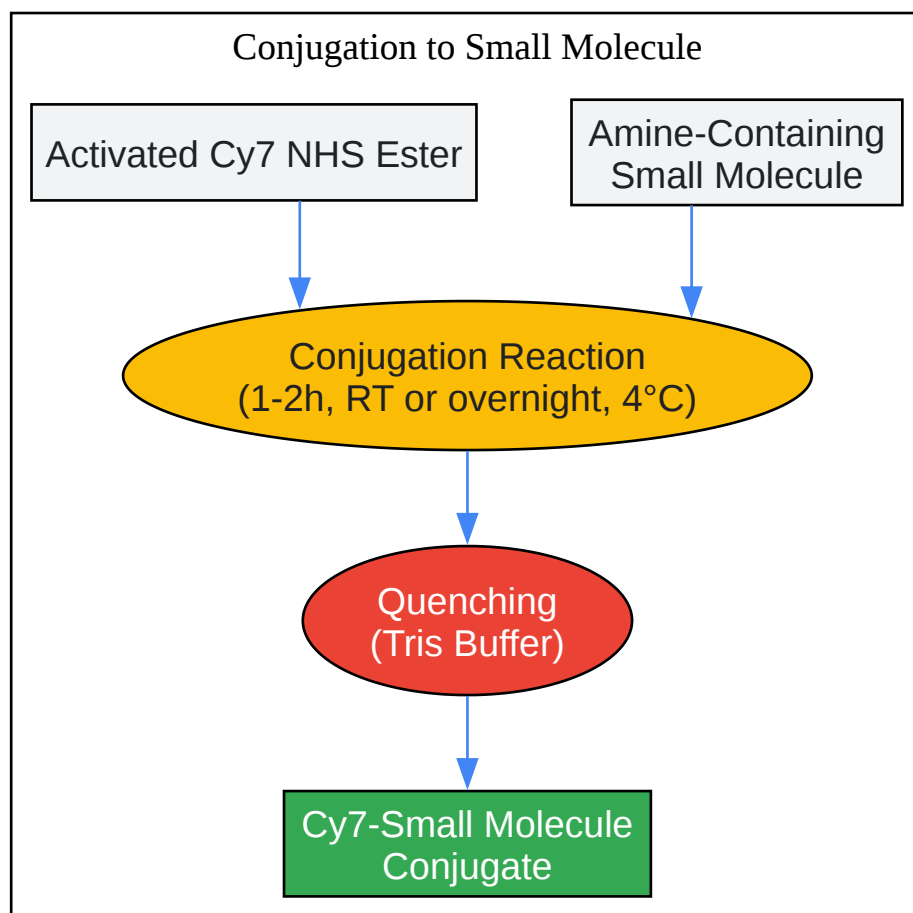 Conjugation to Small Molecule
Activated Cy7 NHS Ester
Amine-Containing
Small Molecule
Conjugation Reaction
(1-2h, RT or overnight, 4°C)
Quenching
(Tris Buffer)
Cy7-Small Molecule
Conjugate